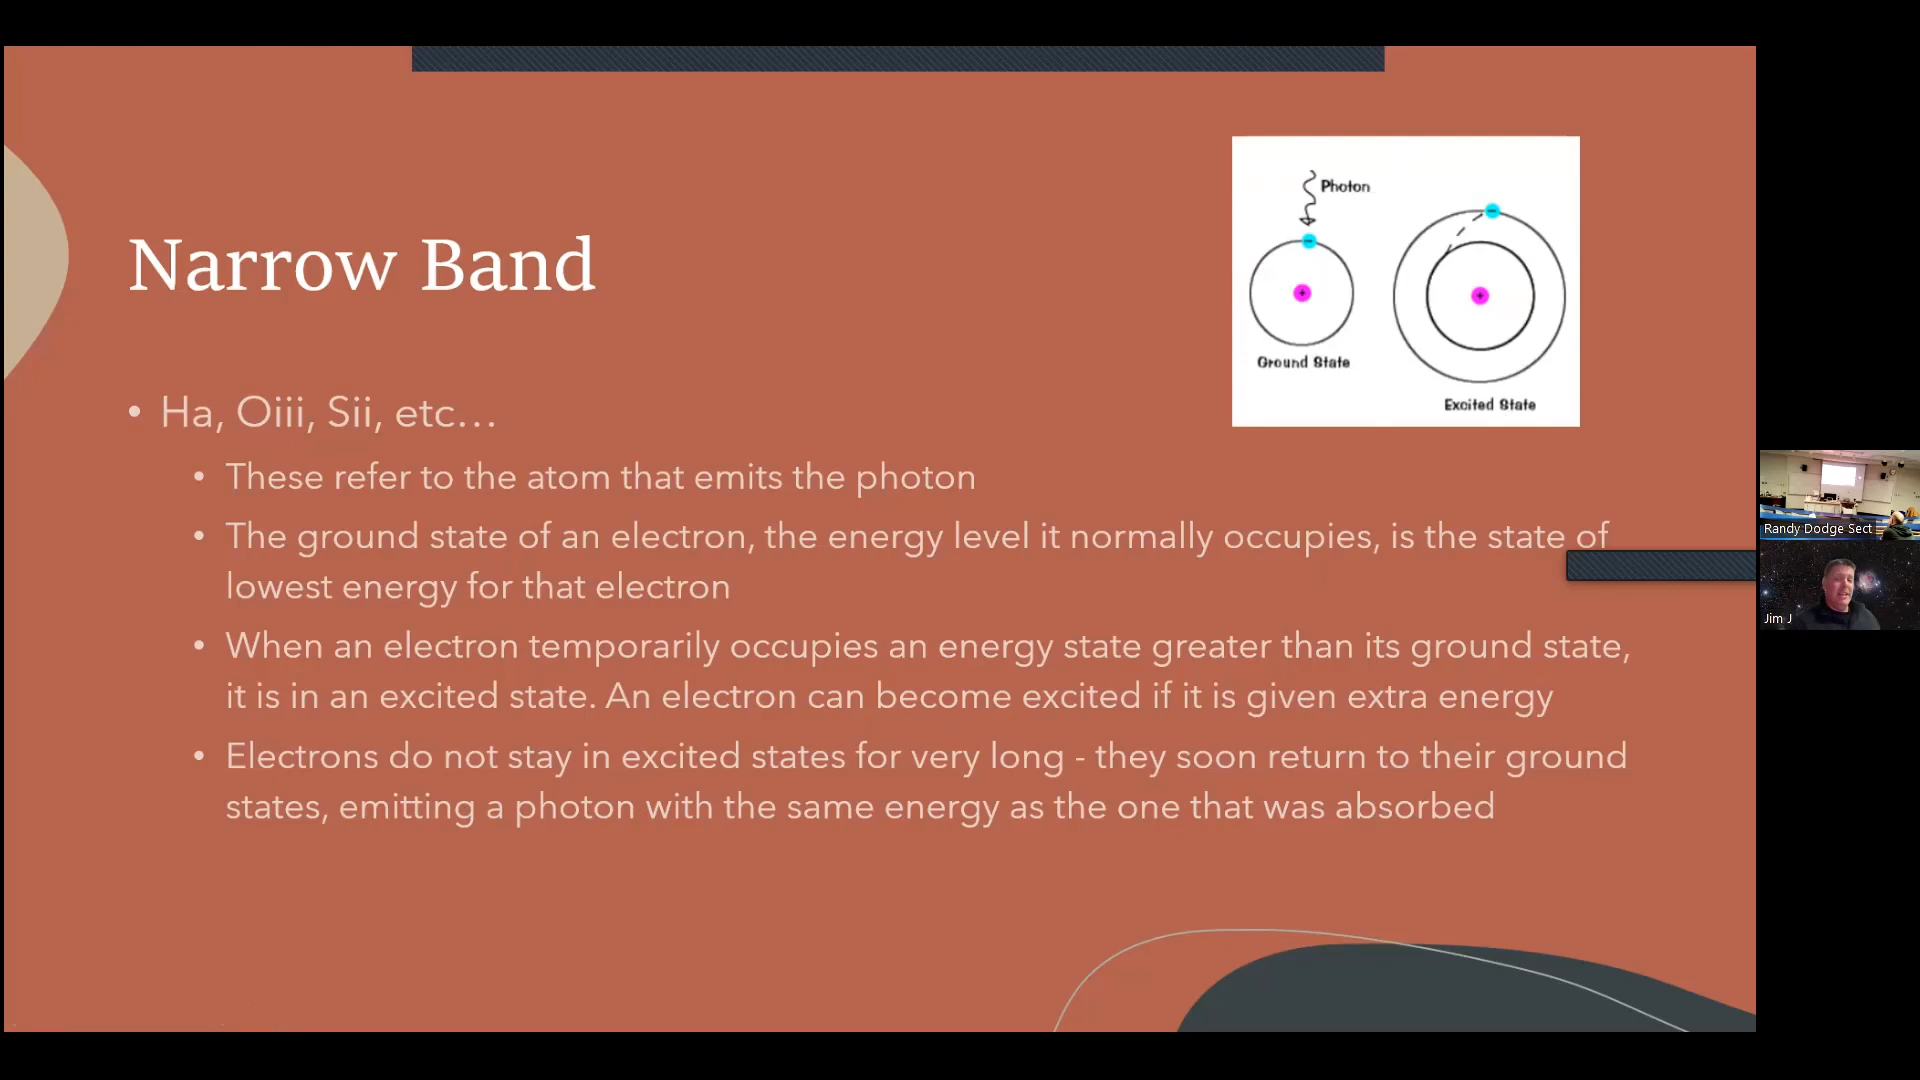 Photon
Ground State
Excited State
Narrow Band
• Ha, Oiii, Sii, etc…
• These refer to the atom that emits the photon
• The ground state of an electron, the energy level it normally occupies, is the state of
lowest energy for that electron
• When an electron temporarily occupies an energy state greater than its ground state,
it is in an excited state. An electron can become excited if it is given extra energy
• Electrons do not stay in excited states for very long - they soon return to their ground
states, emitting a photon with the same energy as the one that was absorbed
Randy Dodge Sect
Jim J